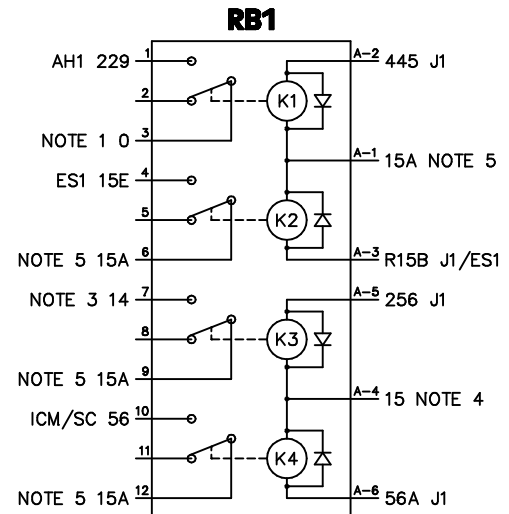 RB1
AH1 229 1
2
NOTE 1 0 3
ES1 15E 4
5
NOTE 5 15A 6
NOTE 3 14 7
8
NOTE 5 15A 9
ICM/SC 56 10
11
NOTE 5 15A 12
K1
K2
K3
K4
A-2 445 J1
A-1 15A NOTE 5
A-3 R15B J1/ES1
A-5 256 J1
A-4 15 NOTE 4
A-6 56A J1